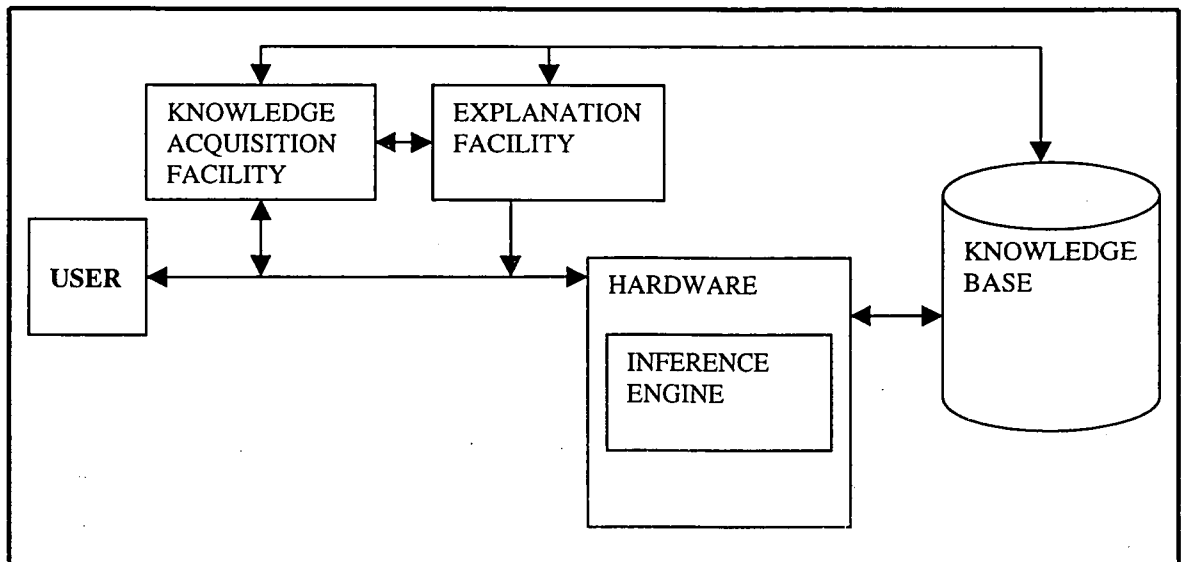 KNOWLEDGE
ACQUISITION
FACILITY
EXPLANATION
FACILITY
USER
HARDWARE
INFERENCE
ENGINE
KNOWLEDGE
BASE